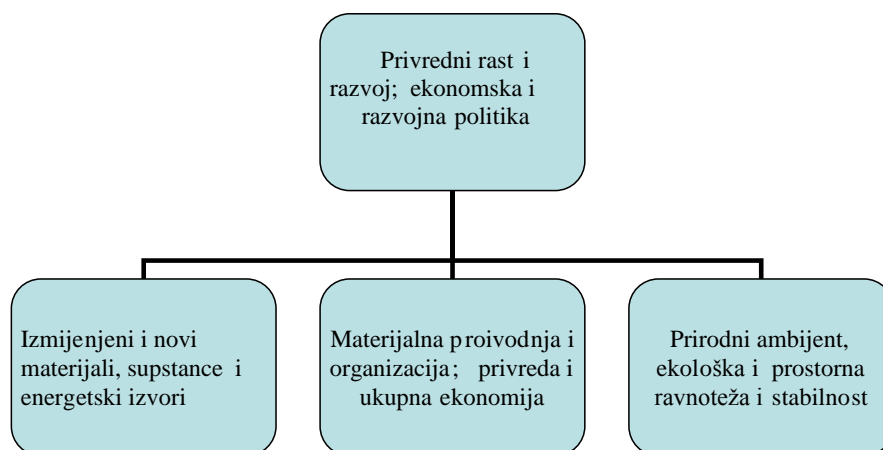 Privredni rast i
razvoj; ekonomska i
razvojna politika
Izmijenjeni i novi
materijali, supstance i
energetski izvori
Materijalna proivodnja i
organizacija; privreda i
ukupna ekonomija
Prirodni ambijent,
ekološka i prostorna
ravnoteža i stabilnost